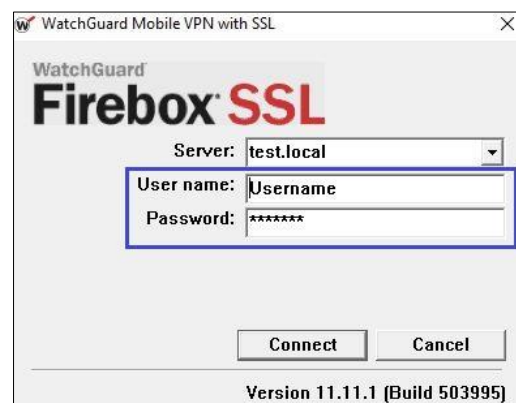 WatchGuard Mobile VPN with SSL
WatchGuard
Firebox SSL
Server: test.local
User name: Username
Password: *******
Connect Cancel
Version 11.11.1 (Build 503995)